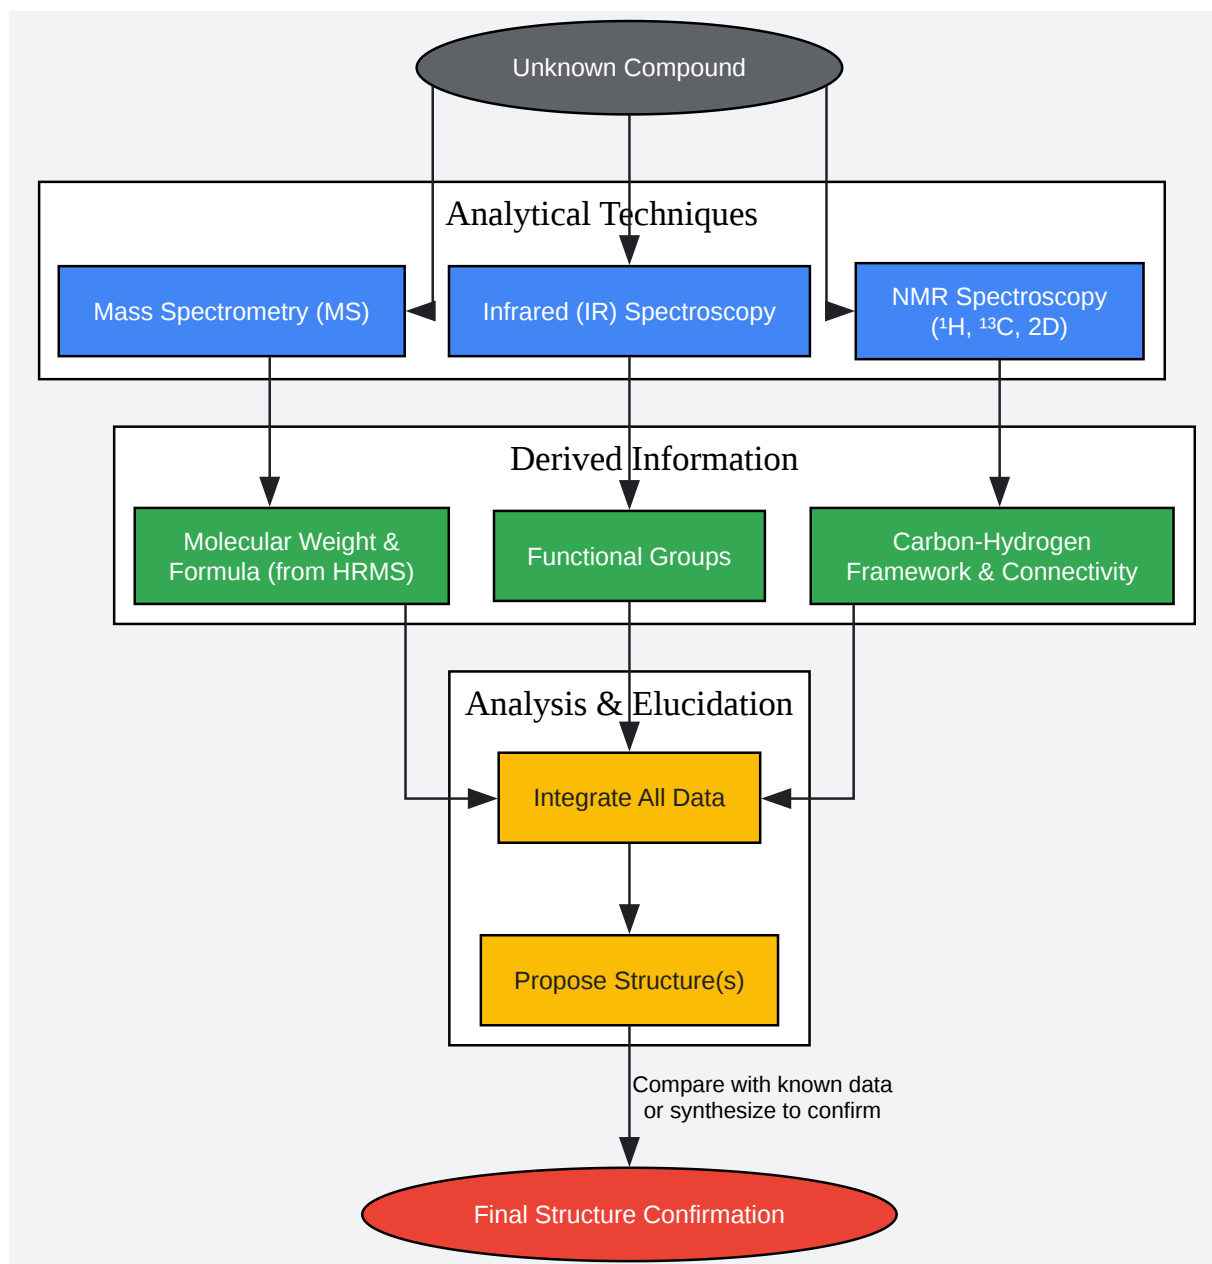 Unknown Compound
Analytical Techniques
Mass Spectrometry (MS)
Infrared (IR) Spectroscopy
NMR Spectroscopy
(¹H, ¹³C, 2D)
Derived Information
Molecular Weight &
Formula (from HRMS)
Functional Groups
Carbon-Hydrogen
Framework & Connectivity
Analysis & Elucidation
Integrate All Data
Propose Structure(s)
Compare with known data
or synthesize to confirm
Final Structure Confirmation